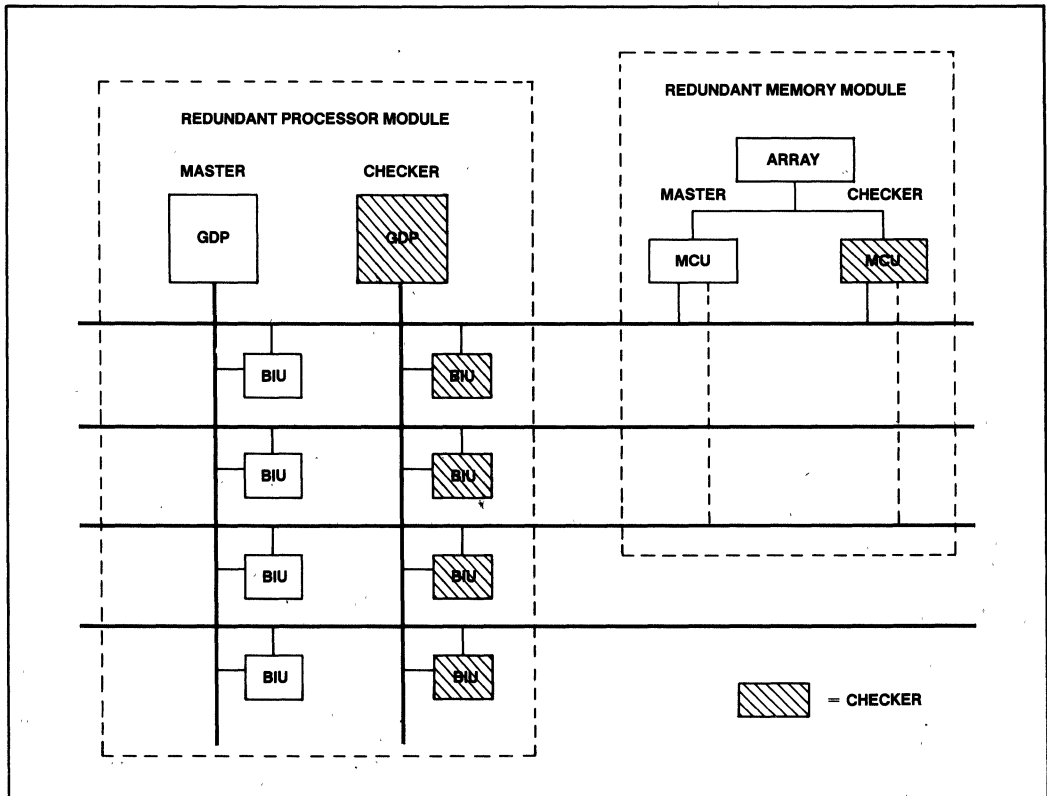 REDUNDANT PROCESSOR MODULE
MASTER
CHECKER
GDP
GDP
BIU
BIU
BIU
BIU
BIU
BIU
BIU
BIU
REDUNDANT MEMORY MODULE
ARRAY
MASTER
CHECKER
MCU
MCU
= CHECKER